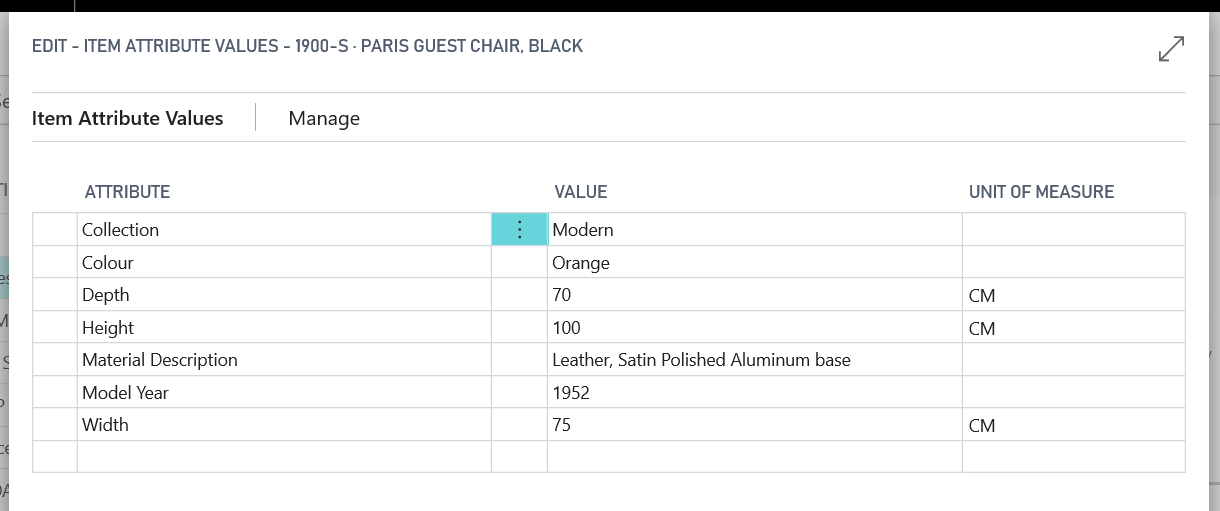 EDIT - ITEM ATTRIBUTE VALUES - 1900-S · PARIS GUEST CHAIR, BLACK
Item Attribute Values Manage
ATTRIBUTE VALUE UNIT OF MEASURE
Collection Modern
Colour Orange
Depth 70 CM
Height 100 CM
Material Description Leather, Satin Polished Aluminum base
Model Year 1952
Width 75 CM